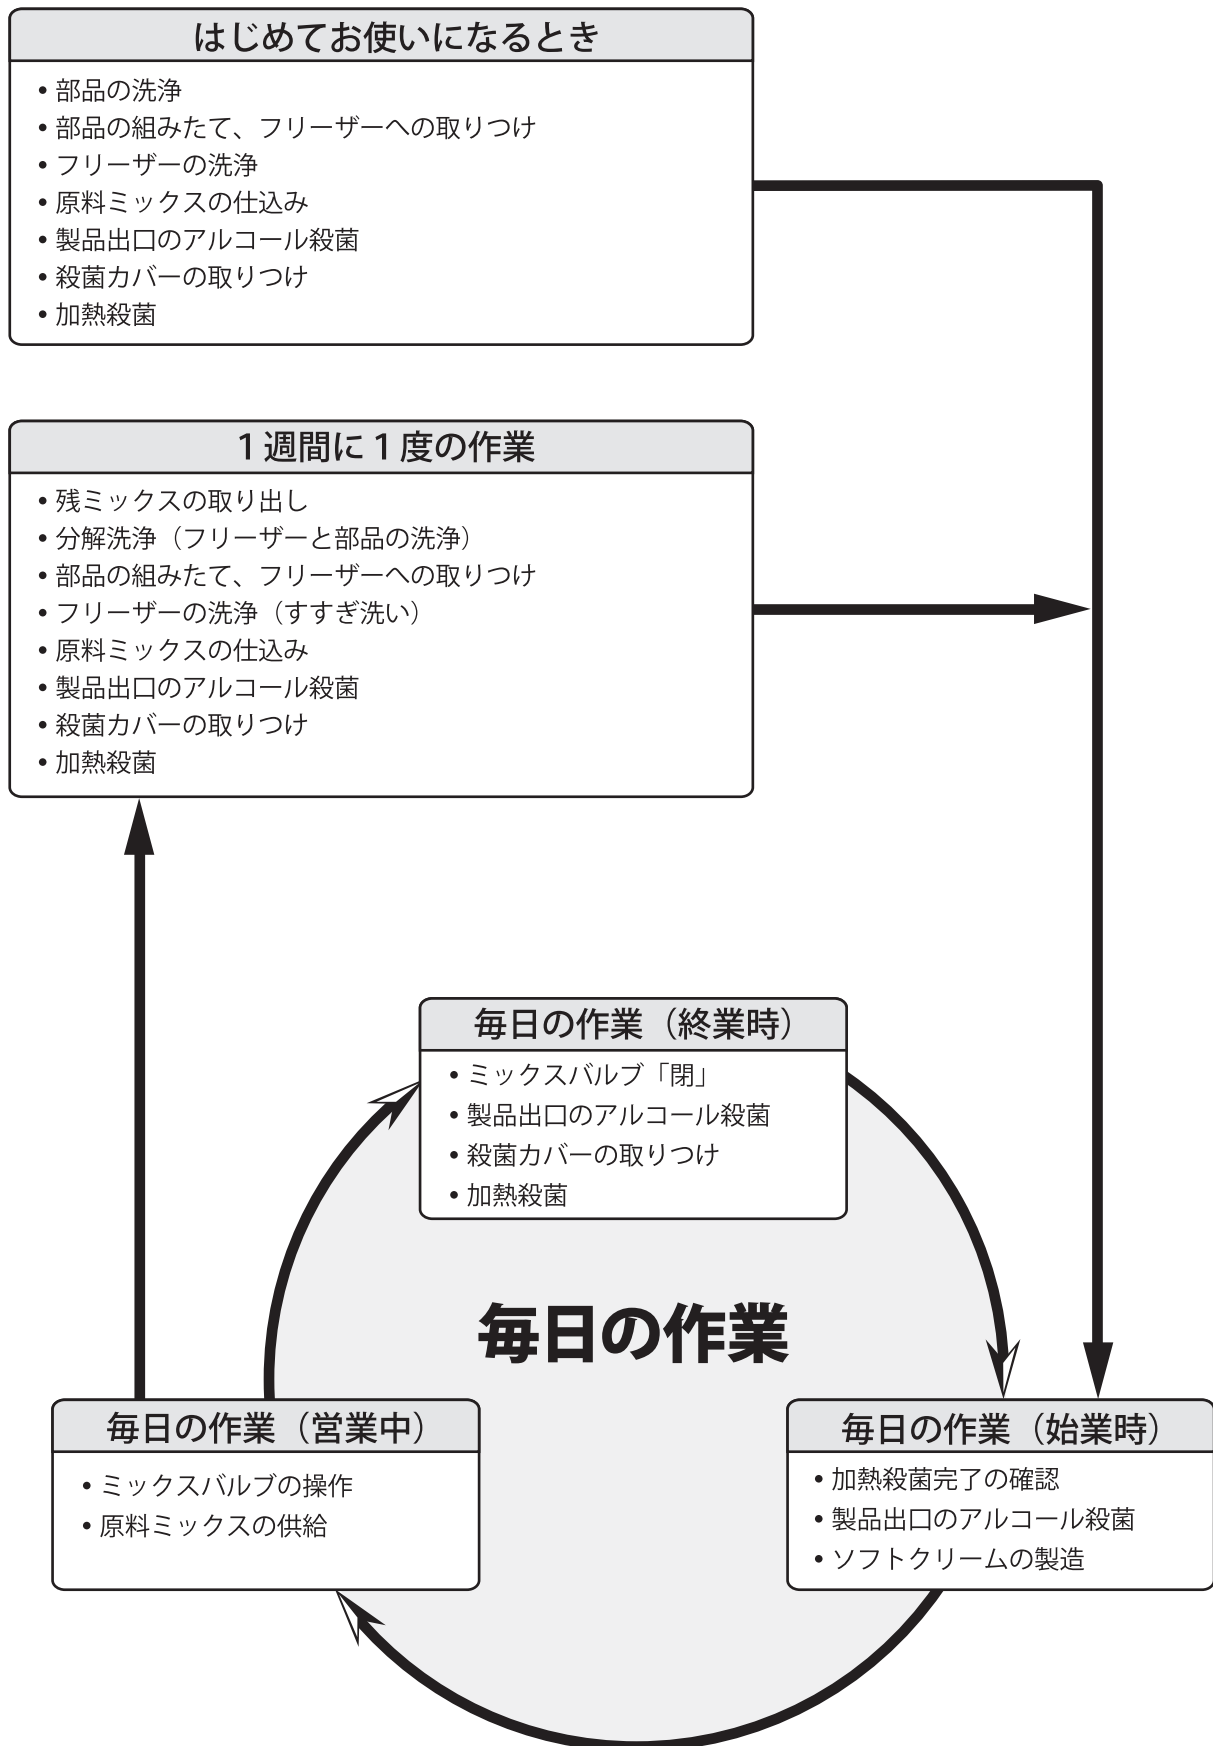 はじめてお使いになるとき
•部品の洗浄
•部品の組みたて、フリーザーへの取りつけ
•フリーザーの洗浄
•原料ミックスの仕込み
•製品出口のアルコール殺菌
•殺菌カバーの取りつけ
•加熱殺菌
1週間に1度の作業
•残ミックスの取り出し
•分解洗浄（フリーザーと部品の洗浄）
•部品の組みたて、フリーザーへの取りつけ
•フリーザーの洗浄（すすぎ洗い）
•原料ミックスの仕込み
•製品出口のアルコール殺菌
•殺菌カバーの取りつけ
•加熱殺菌
毎日の作業（終業時）
•ミックスバルブ「閉」
•製品出口のアルコール殺菌
•殺菌カバーの取りつけ
•加熱殺菌
毎日の作業
毎日の作業（営業中）
•ミックスバルブの操作
•原料ミックスの供給
毎日の作業（始業時）
•加熱殺菌完了の確認
•製品出口のアルコール殺菌
•ソフトクリームの製造